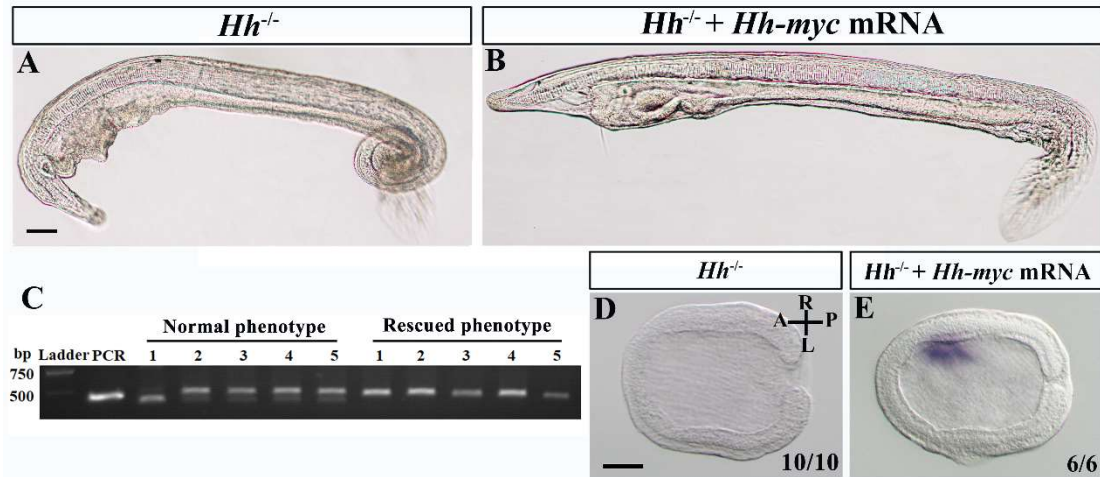 Hh-/- Hh-/- + Hh-myc mRNA
A B
C Normal phenotype Rescued phenotype
bp Ladder PCR 1 2 3 4 5 1 2 3 4 5
750
500
Hh-/- Hh-/- + Hh-myc mRNA
D R E
A P
L
10/10 6/6